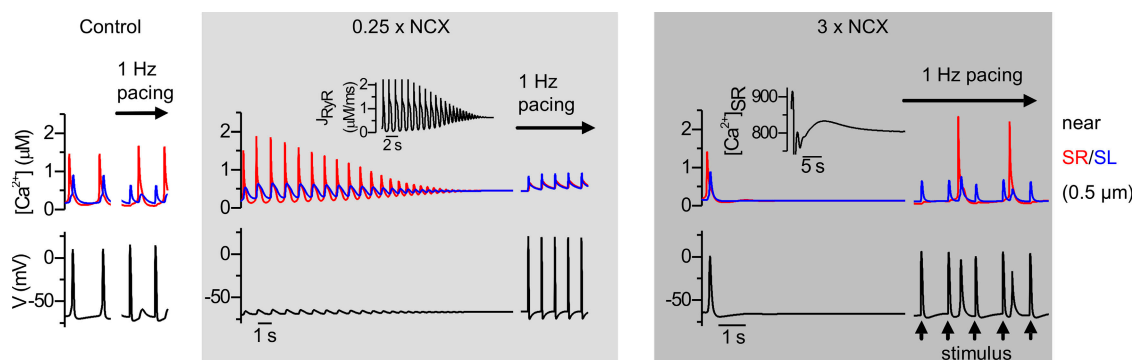 Control
0.25 x NCX
3 x NCX
1 Hz
pacing
1 Hz
pacing
1 Hz pacing
[Ca²⁺] (μM)
2
1
0
V (mV)
0
-50
J_RyR
(μM/ms)
2
1
0
2 s
2
1
0
0
-50
1 s
[Ca²⁺]_SR
900
800
5 s
2
1
0
0
-50
1 s
stimulus
near
SR/SL
(0.5 μm)